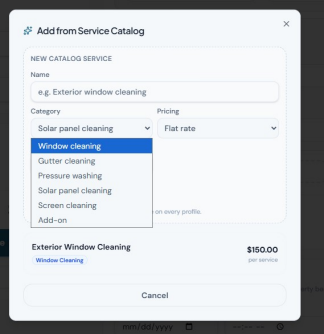 Add from Service Catalog
NEW CATALOG SERVICE
Name
e.g. Exterior window cleaning
Category Pricing
Solar panel cleaning Flat rate
Window cleaning
Gutter cleaning
Pressure washing
Solar panel cleaning
Screen cleaning
Add-on
on every profile.
Exterior Window Cleaning $150.00
Window Cleaning per service
Cancel
mm/dd/yyyy